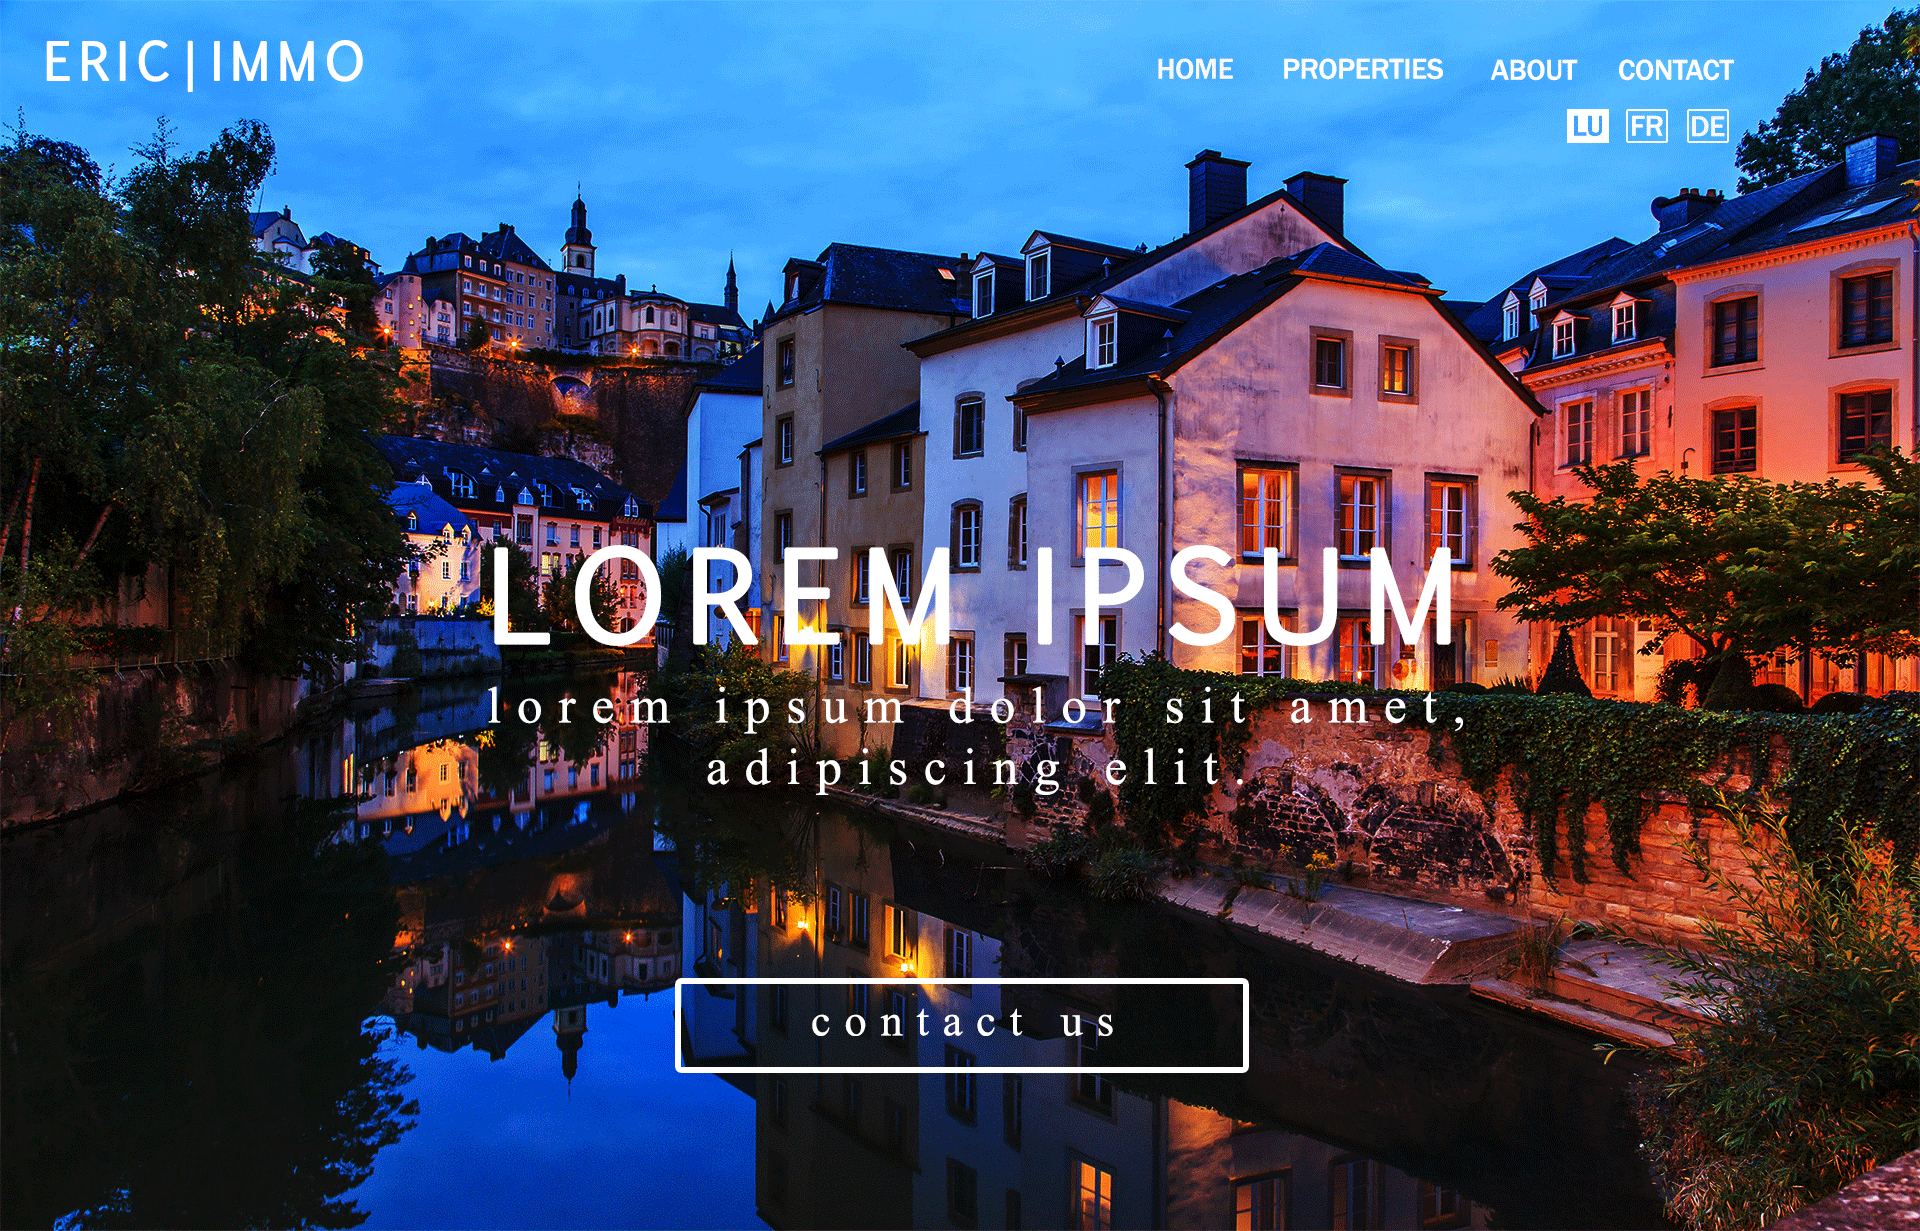 ERIC|IMMO
HOME PROPERTIES ABOUT CONTACT
LU FR DE
LOREM IPSUM
lorem ipsum dolor sit amet,
adipiscing elit.
contact us